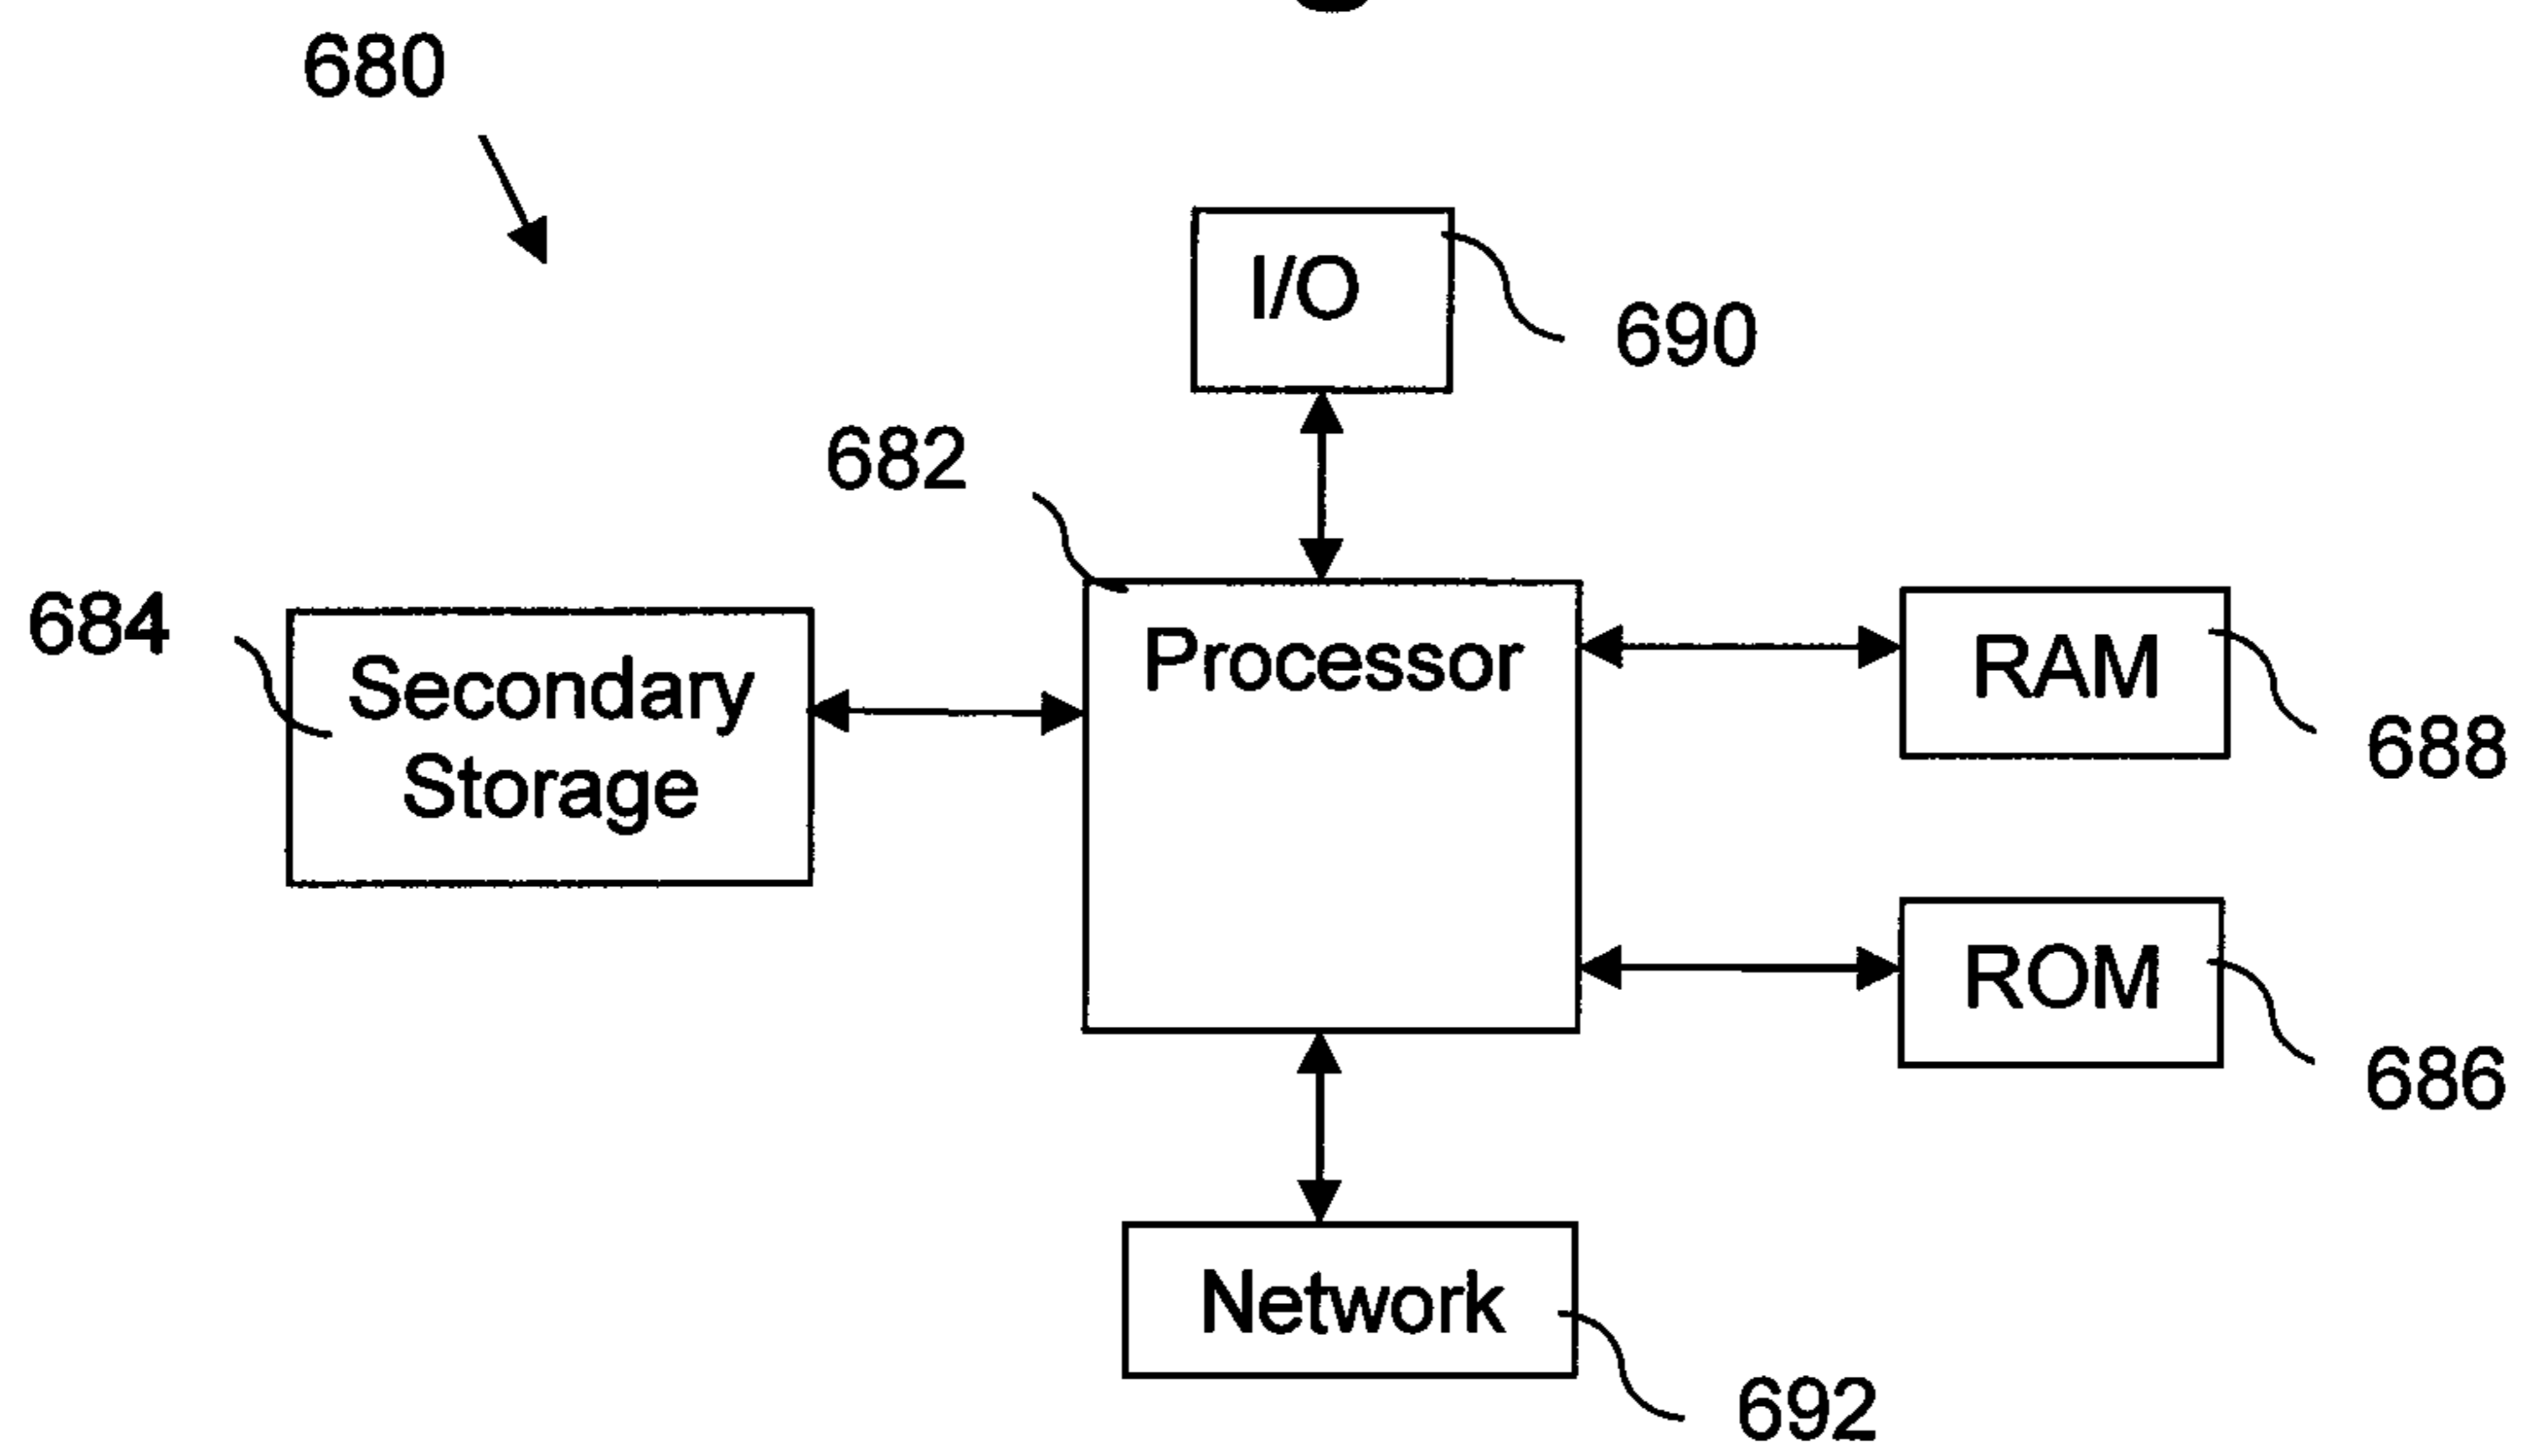 680
I/O
690
682
684
Secondary
Storage
Processor
RAM
688
ROM
686
Network
692